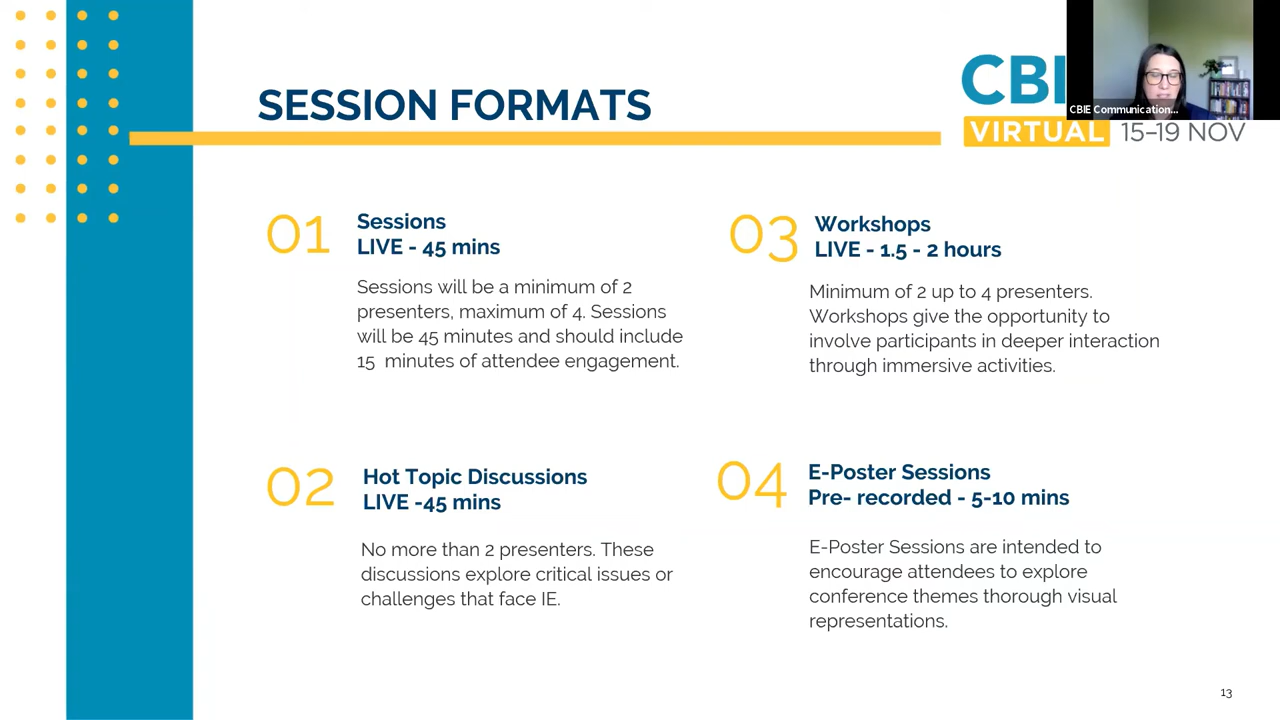 SESSION FORMATS
CBI
CBIE Communication...
VIRTUAL 15-19 NOV
01
Sessions
LIVE - 45 mins
Sessions will be a minimum of 2
presenters, maximum of 4. Sessions
will be 45 minutes and should include
15 minutes of attendee engagement.
02
Hot Topic Discussions
LIVE -45 mins
No more than 2 presenters. These
discussions explore critical issues or
challenges that face IE.
03
Workshops
LIVE - 1.5 - 2 hours
Minimum of 2 up to 4 presenters.
Workshops give the opportunity to
involve participants in deeper interaction
through immersive activities.
04
E-Poster Sessions
Pre- recorded - 5-10 mins
E-Poster Sessions are intended to
encourage attendees to explore
conference themes thorough visual
representations.
13